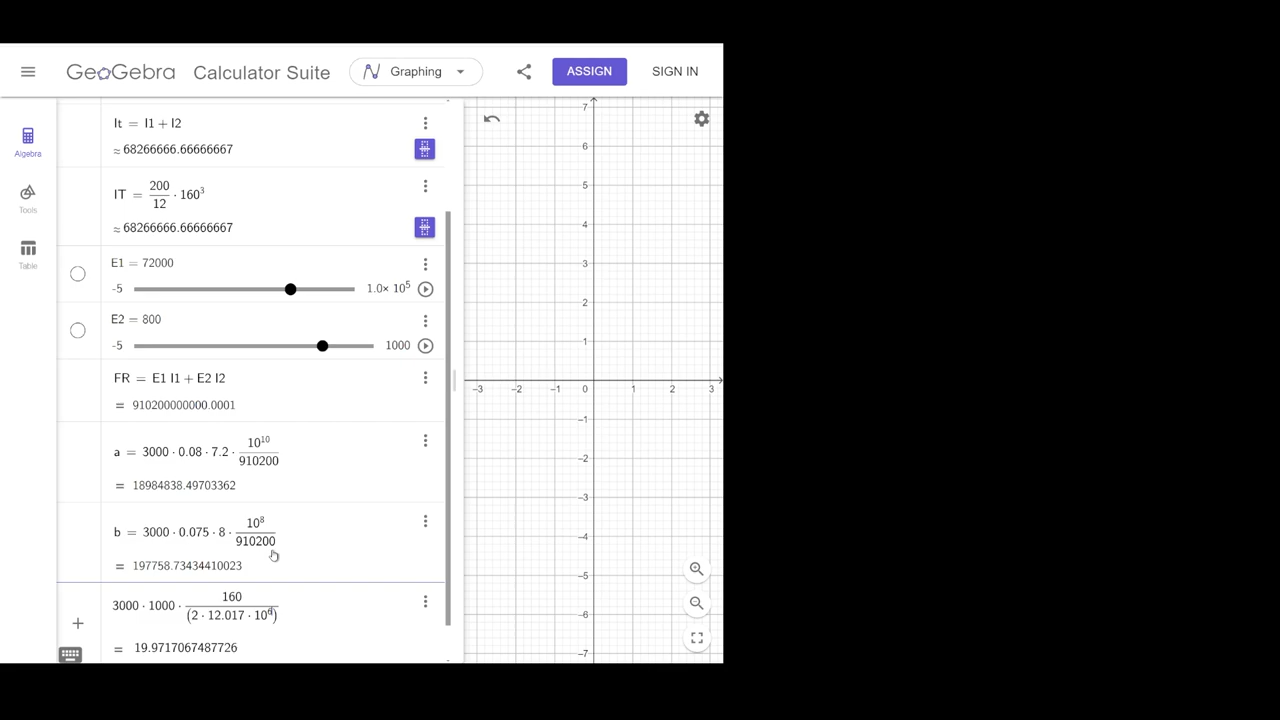 GeoGebra Calculator Suite Graphing ASSIGN SIGN IN
Algebra
Tools
Table
It = I1 + I2
≈ 68266666.66666667
IT = 200/12 · 160³
≈ 68266666.66666667
E1 = 72000
-5 1.0× 10⁵
E2 = 800
-5 1000
FR = E1 I1 + E2 I2
= 910200000000.0001
a = 3000 · 0.08 · 7.2 · 10¹⁰/910200
= 18984838.49703362
b = 3000 · 0.075 · 8 · 10⁸/910200
= 197758.73434410023
3000 · 1000 · 160/(2 · 12.017 · 10⁶)
= 19.9717067487726
7
6
5
4
3
2
1
−3 −2 −1 0 1 2 3
−1
−2
−3
−4
−5
−6
−7